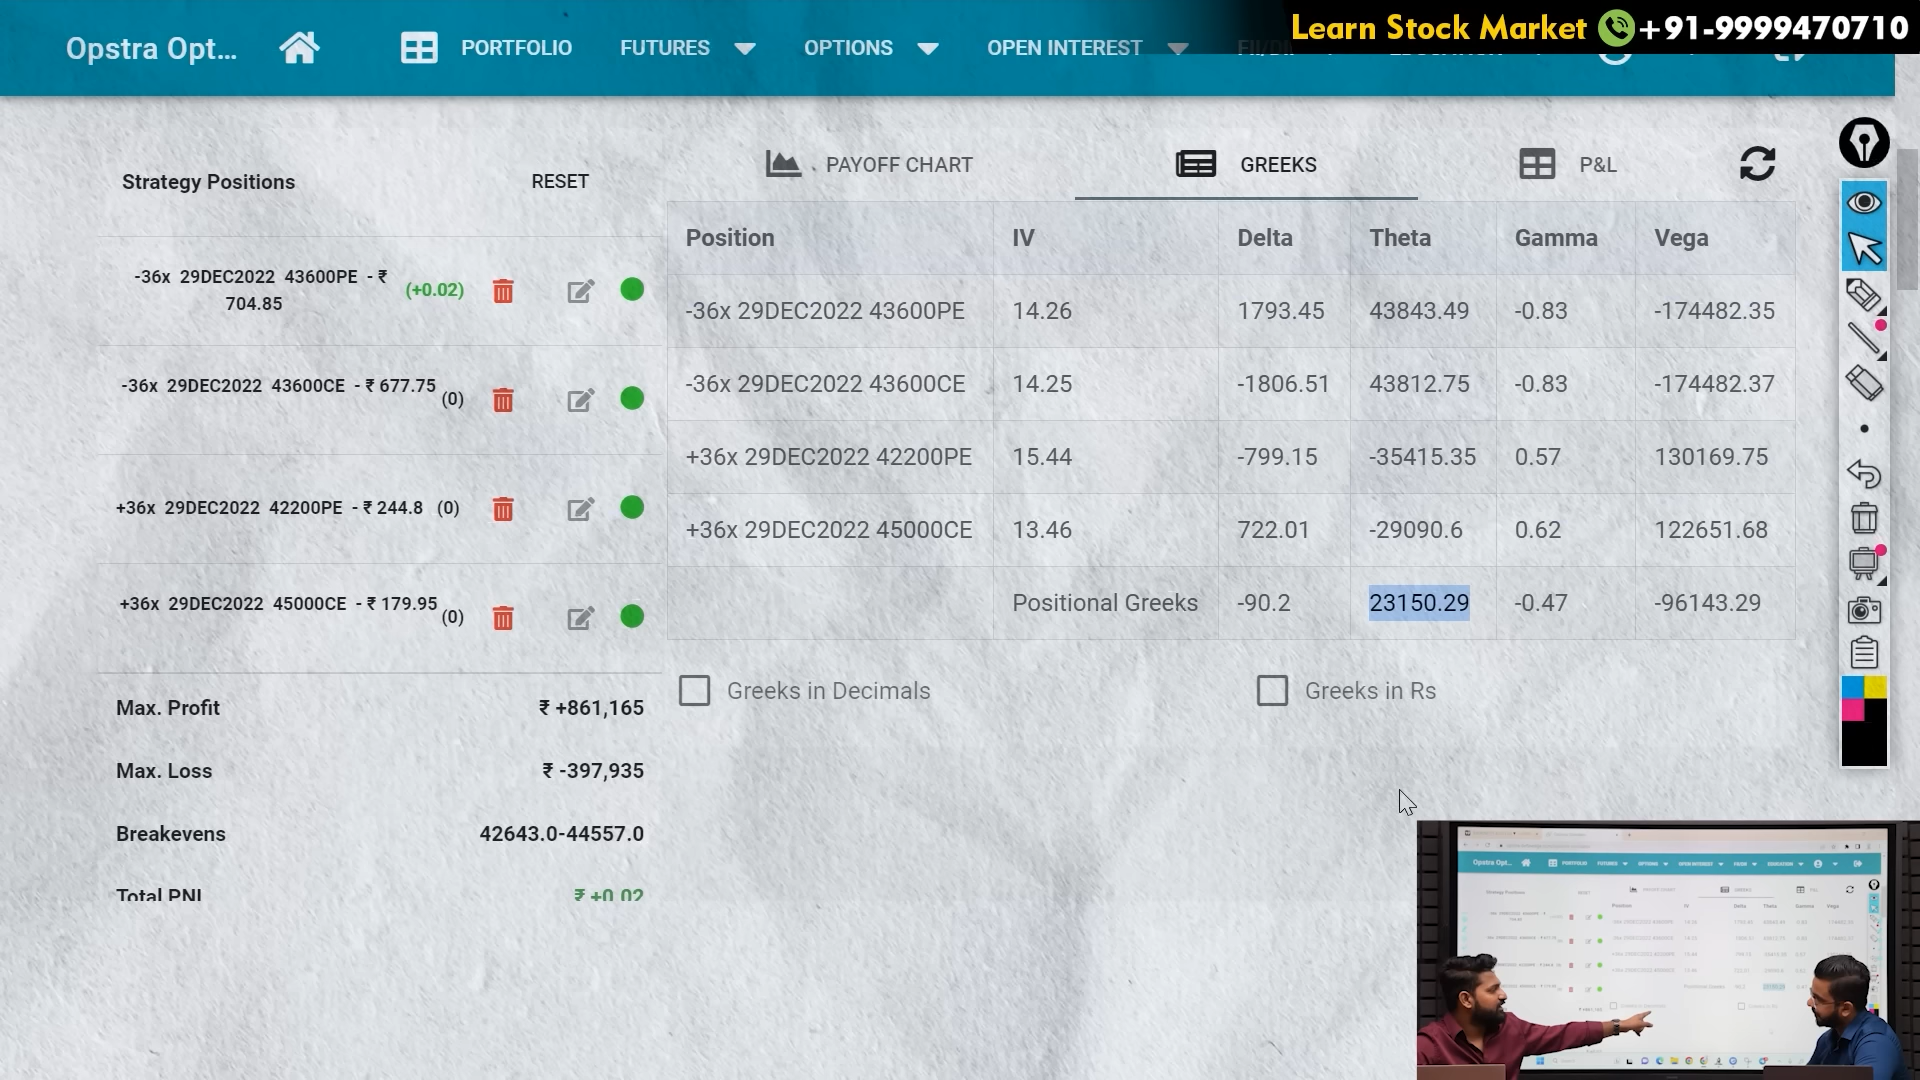 Learn Stock Market +91-9999470710
Opstra Opt...
PORTFOLIO
FUTURES
OPTIONS
OPEN INTEREST
Strategy Positions
RESET
-36x 29DEC2022 43600PE - ₹
704.85
(+0.02)
-36x 29DEC2022 43600CE - ₹ 677.75
(0)
+36x 29DEC2022 42200PE - ₹ 244.8 (0)
+36x 29DEC2022 45000CE - ₹ 179.95
(0)
Max. Profit ₹ +861,165
Max. Loss ₹ -397,935
Breakevens 42643.0-44557.0
Total PNL ₹ +0.02
PAYOFF CHART
GREEKS
P&L
Position IV Delta Theta Gamma Vega
-36x 29DEC2022 43600PE 14.26 1793.45 43843.49 -0.83 -174482.35
-36x 29DEC2022 43600CE 14.25 -1806.51 43812.75 -0.83 -174482.37
+36x 29DEC2022 42200PE 15.44 -799.15 -35415.35 0.57 130169.75
+36x 29DEC2022 45000CE 13.46 722.01 -29090.6 0.62 122651.68
Positional Greeks -90.2 23150.29 -0.47 -96143.29
Greeks in Decimals
Greeks in Rs